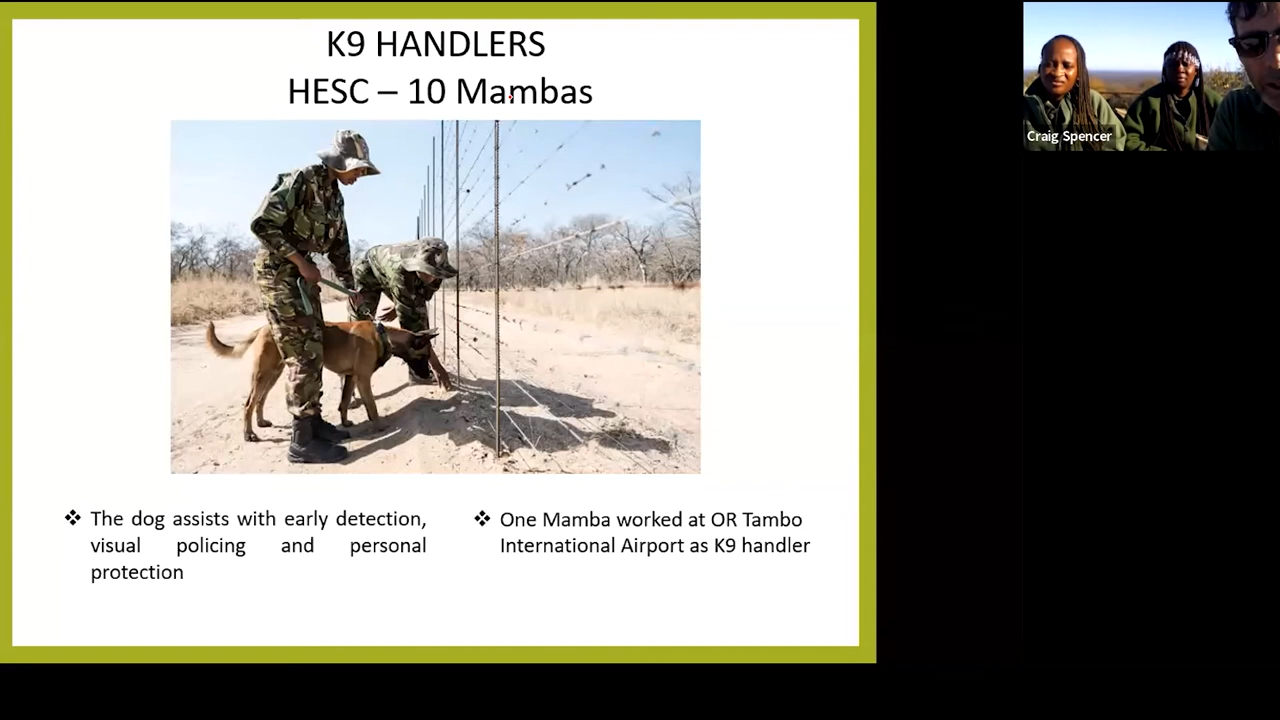 K9 HANDLERS
HESC – 10 Mambas
❖ The dog assists with early detection,
visual policing and personal
protection
❖ One Mamba worked at OR Tambo
International Airport as K9 handler
Craig Spencer